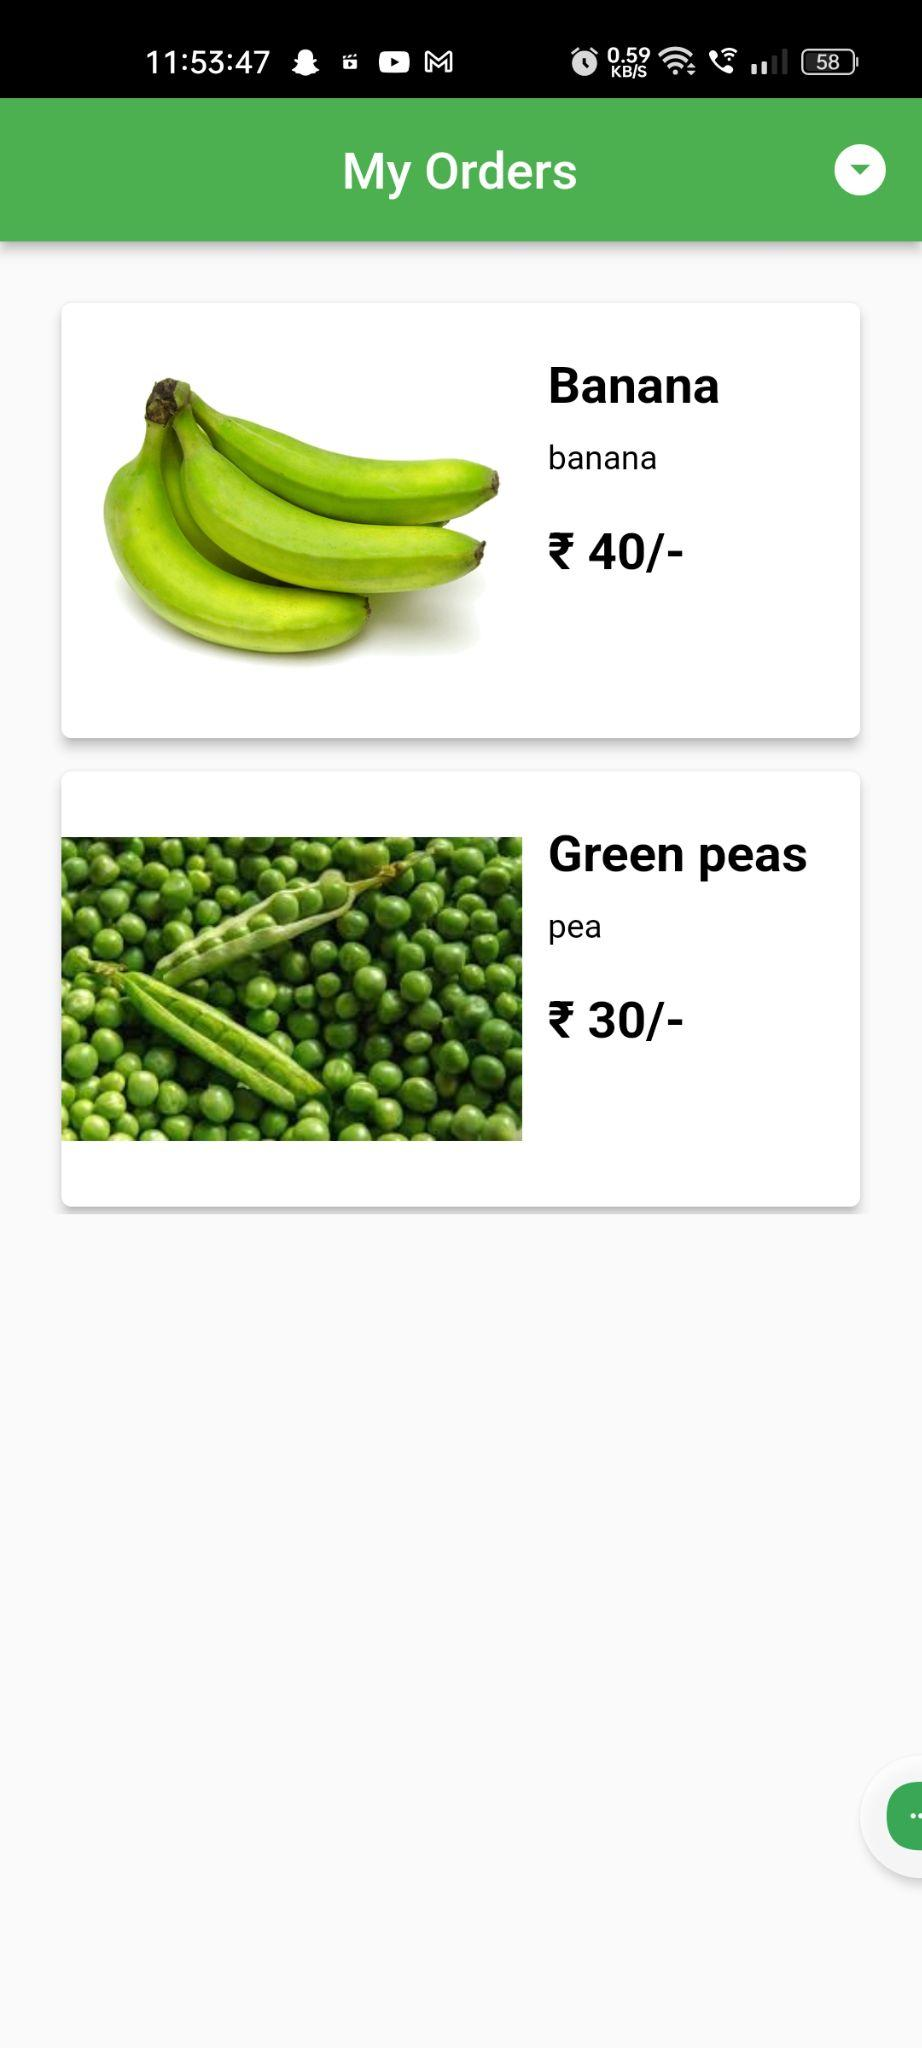 11:53:47 0.59 KB/S 58
My Orders
Banana
banana
₹ 40/-
Green peas
pea
₹ 30/-